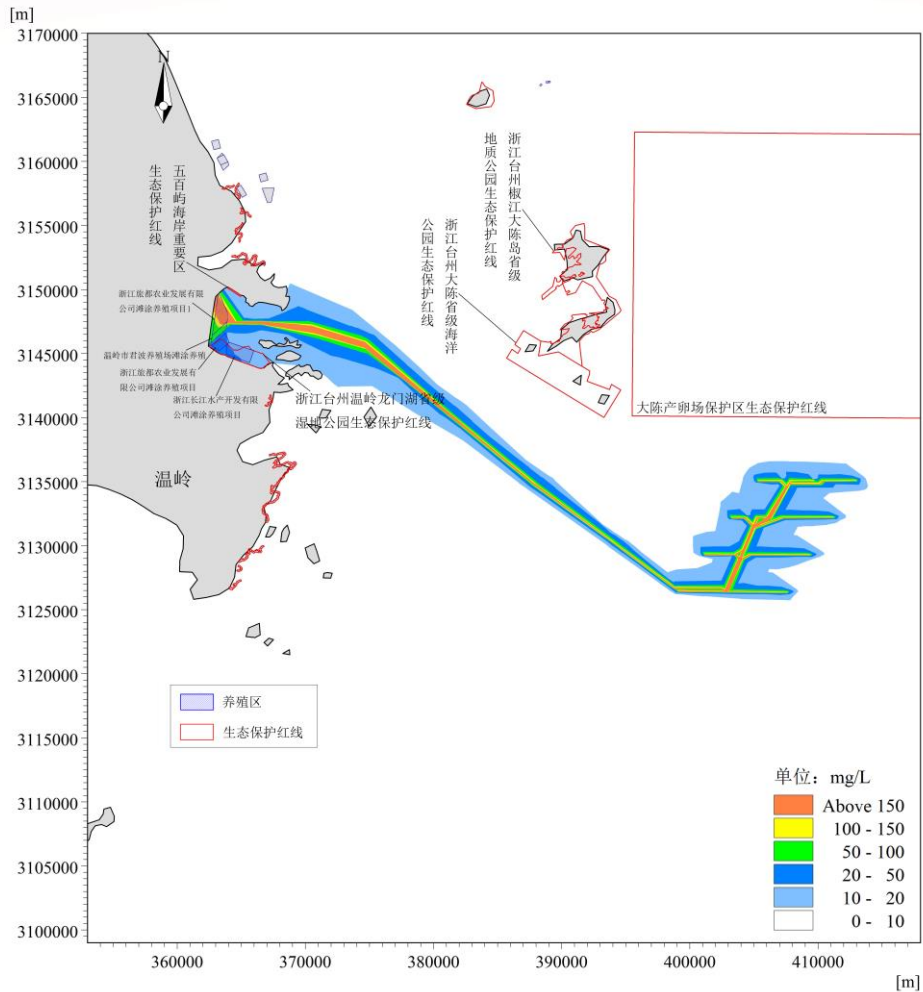 [m]
3170000
3165000
3160000
3155000
3150000
3145000
3140000
3135000
3130000
3125000
3120000
3115000
3110000
3105000
3100000
N
五百屿海岸重要区
生态保护红线
浙江台州椒江大陈岛省级
地质公园生态保护红线
浙江台州大陈省级海洋
公园生态保护红线
浙江旅都农业发展有限
公司滩涂养殖项目1
温岭市君波养殖场滩涂养殖
浙江旅都农业发展有
限公司滩涂养殖项目
浙江长江水产开发有限
公司滩涂养殖项目
浙江台州温岭龙门湖省级
湿地公园生态保护红线
大陈产卵场保护区生态保护红线
温岭
养殖区
生态保护红线
单位：mg/L
Above 150
100 - 150
50 - 100
20 - 50
10 - 20
0 - 10
360000
370000
380000
390000
400000
410000
[m]